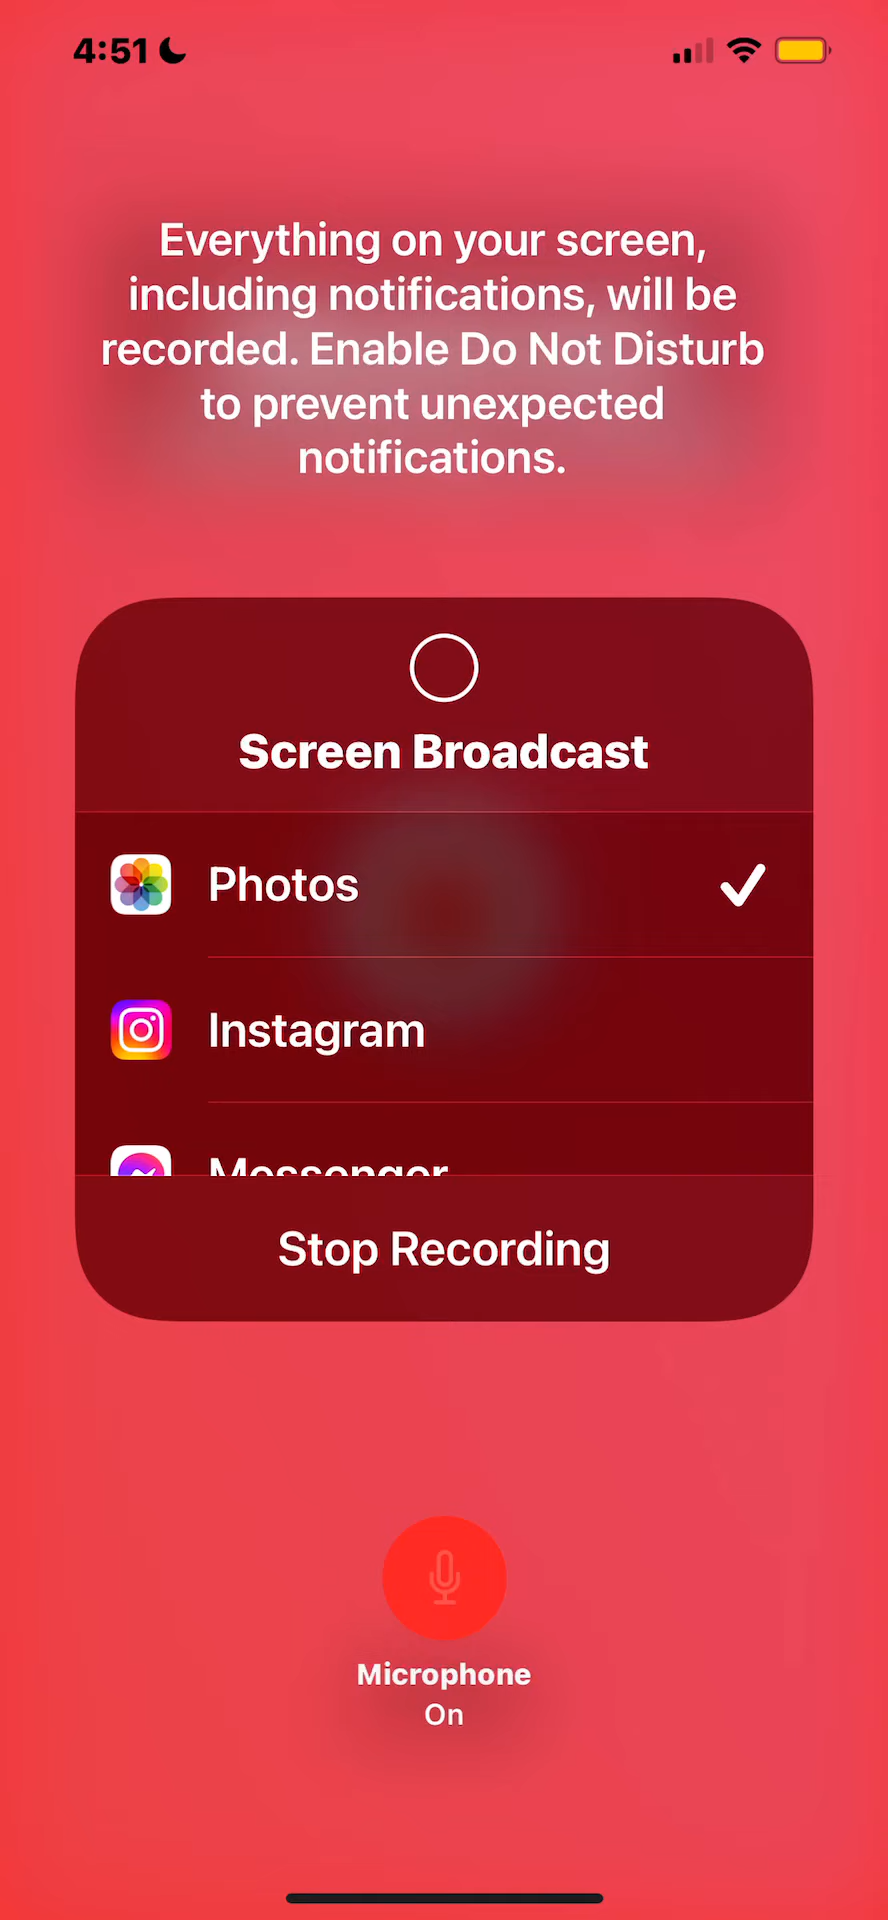 4:51
Everything on your screen,
including notifications, will be
recorded. Enable Do Not Disturb
to prevent unexpected
notifications.
Screen Broadcast
Photos
Instagram
Messenger
Stop Recording
Microphone
On